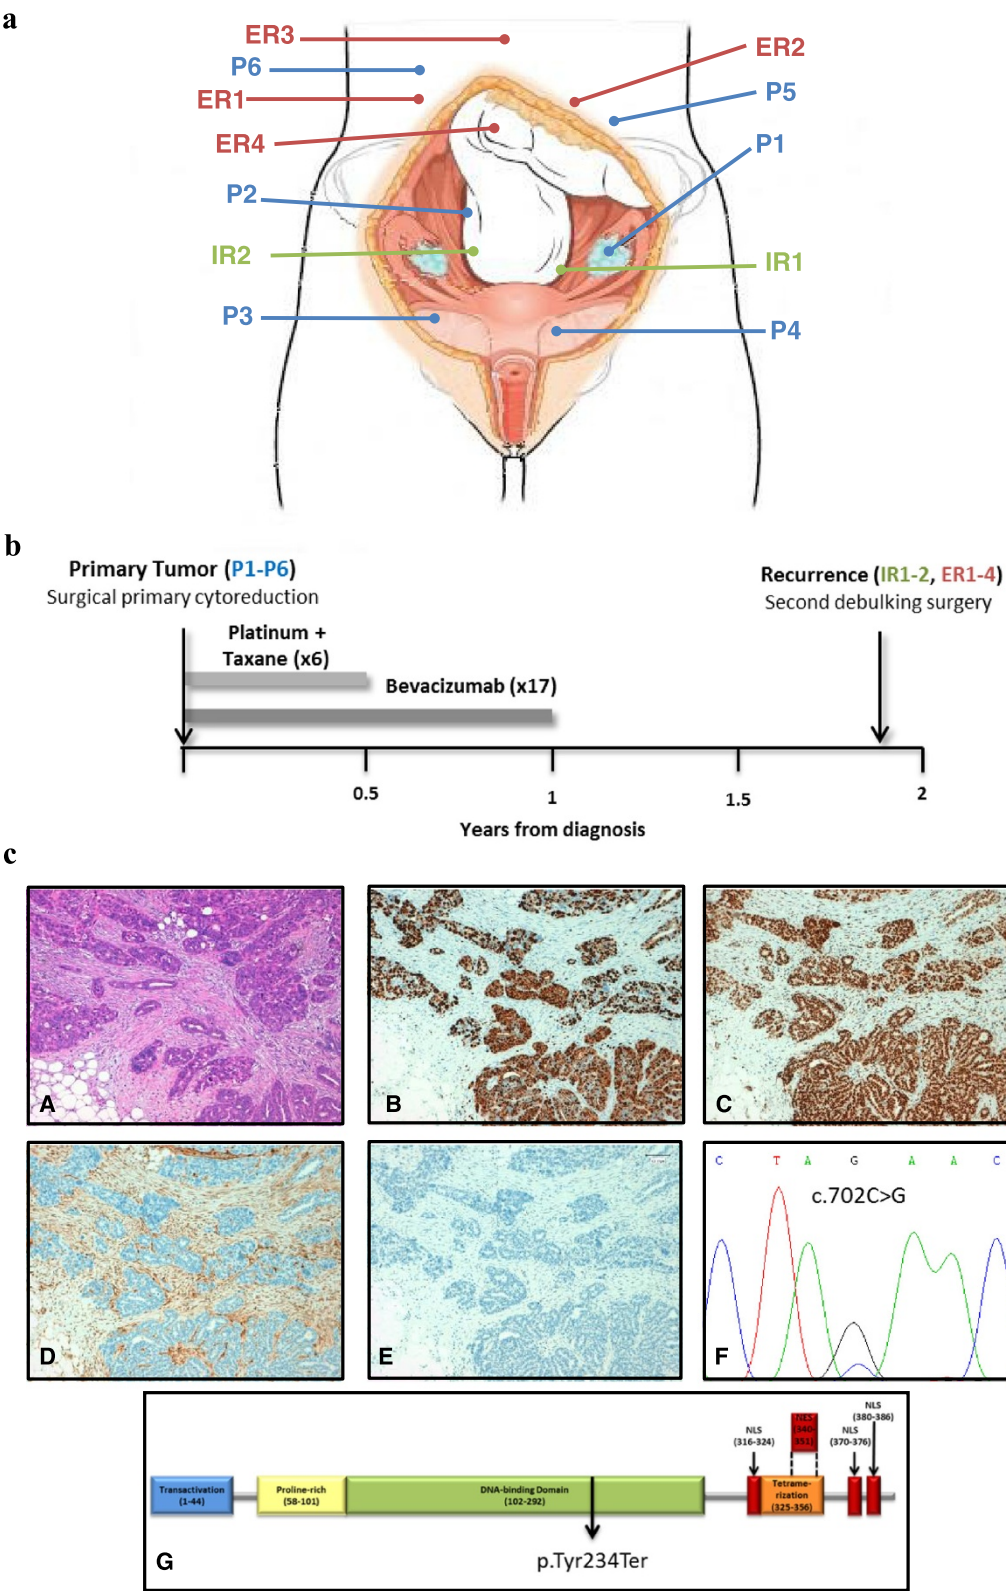 a
ER3
ER2
P6
P5
ER1
ER4
P1
P2
IR2
IR1
P3
P4
b
Primary Tumor (P1-P6)
Surgical primary cytoreduction
Recurrence (IR1-2, ER1-4)
Second debulking surgery
Platinum +
Taxane (x6)
Bevacizumab (x17)
0.5
1
1.5
2
Years from diagnosis
c
A
B
C
D
E
C T A G A A C
c.702C>G
F
NLS
(380-386)
NES
(340-
351)
NLS
(316-324)
NLS
(370-376)
Transactivation
(1-44)
Proline-rich
(58-101)
DNA-binding Domain
(102-292)
Tetrame-
rization
(325-356)
G
p.Tyr234Ter